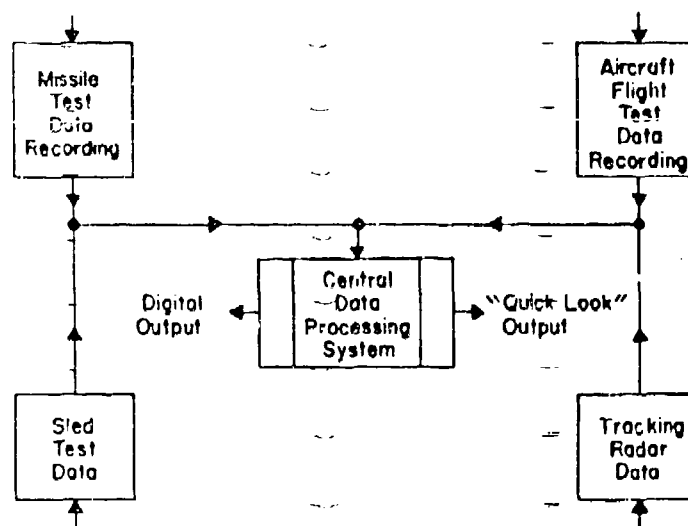 Missile
Test
Data
Recording
Aircraft
Flight
Test
Data
Recording
Digital
Output
Central
Data
Processing
System
"Quick Look"
Output
Sled
Test
Data
Tracking
Radar
Data